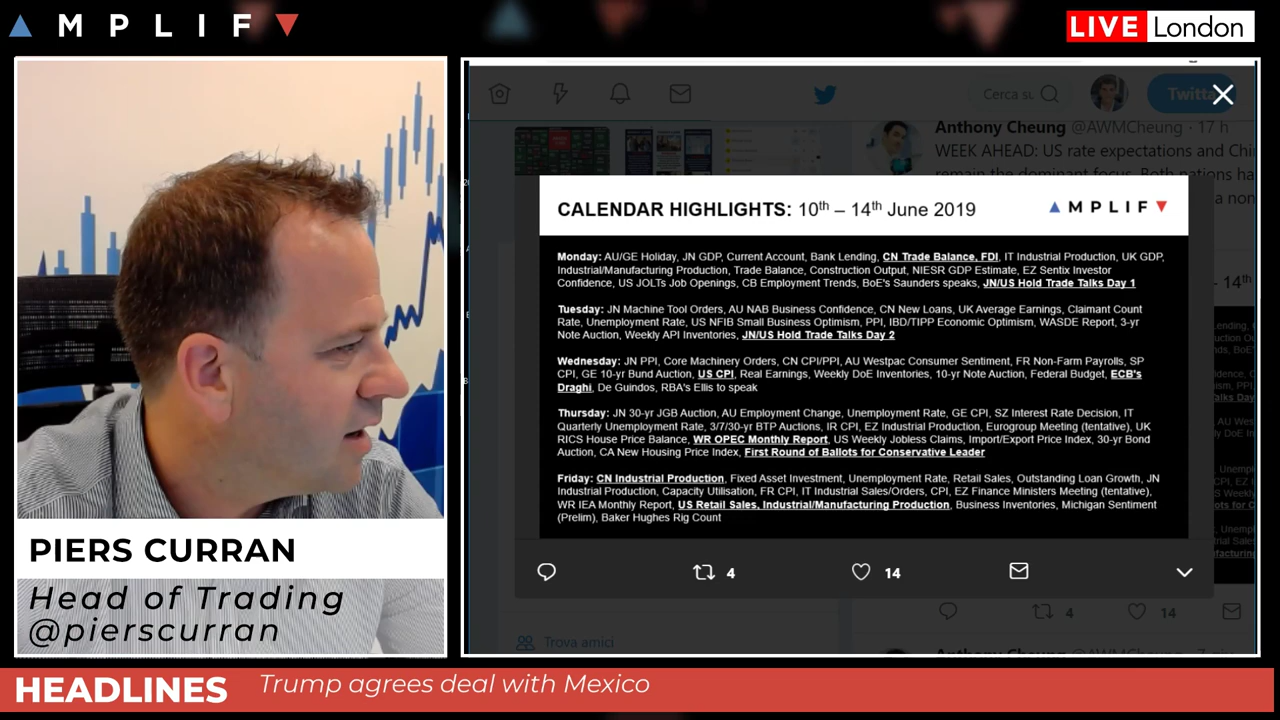 AMPLIFY
LIVE London
Cerca su
Twitta
Anthony Cheung @AWMCheung · 17 h
WEEK AHEAD: US rate expectations and Chi
remain the dominant focus. Both nations ha
a non
CALENDAR HIGHLIGHTS: 10th – 14th June 2019
AMPLIFY
Monday: AU/GE Holiday, JN GDP, Current Account, Bank Lending, CN Trade Balance, FDI, IT Industrial Production, UK GDP,
Industrial/Manufacturing Production, Trade Balance, Construction Output, NIESR GDP Estimate, EZ Sentix Investor
Confidence, US JOLTs Job Openings, CB Employment Trends, BoE's Saunders speaks, JN/US Hold Trade Talks Day 1
Tuesday: JN Machine Tool Orders, AU NAB Business Confidence, CN New Loans, UK Average Earnings, Claimant Count
Rate, Unemployment Rate, US NFIB Small Business Optimism, PPI, IBD/TIPP Economic Optimism, WASDE Report, 3-yr
Note Auction, Weekly API Inventories, JN/US Hold Trade Talks Day 2
Wednesday: JN PPI, Core Machinery Orders, CN CPI/PPI, AU Westpac Consumer Sentiment, FR Non-Farm Payrolls, SP
CPI, GE 10-yr Bund Auction, US CPI, Real Earnings, Weekly DoE Inventories, 10-yr Note Auction, Federal Budget, ECB's
Draghi, De Guindos, RBA's Ellis to speak
Thursday: JN 30-yr JGB Auction, AU Employment Change, Unemployment Rate, GE CPI, SZ Interest Rate Decision, IT
Quarterly Unemployment Rate, 3/7/30-yr BTP Auctions, IR CPI, EZ Industrial Production, Eurogroup Meeting (tentative), UK
RICS House Price Balance, WR OPEC Monthly Report, US Weekly Jobless Claims, Import/Export Price Index, 30-yr Bond
Auction, CA New Housing Price Index, First Round of Ballots for Conservative Leader
Friday: CN Industrial Production, Fixed Asset Investment, Unemployment Rate, Retail Sales, Outstanding Loan Growth, JN
Industrial Production, Capacity Utilisation, FR CPI, IT Industrial Sales/Orders, CPI, EZ Finance Ministers Meeting (tentative),
WR IEA Monthly Report, US Retail Sales, Industrial/Manufacturing Production, Business Inventories, Michigan Sentiment
(Prelim), Baker Hughes Rig Count
- 14th
4
14
4
14
Trova amici
PIERS CURRAN
Head of Trading
@pierscurran
HEADLINES
Trump agrees deal with Mexico